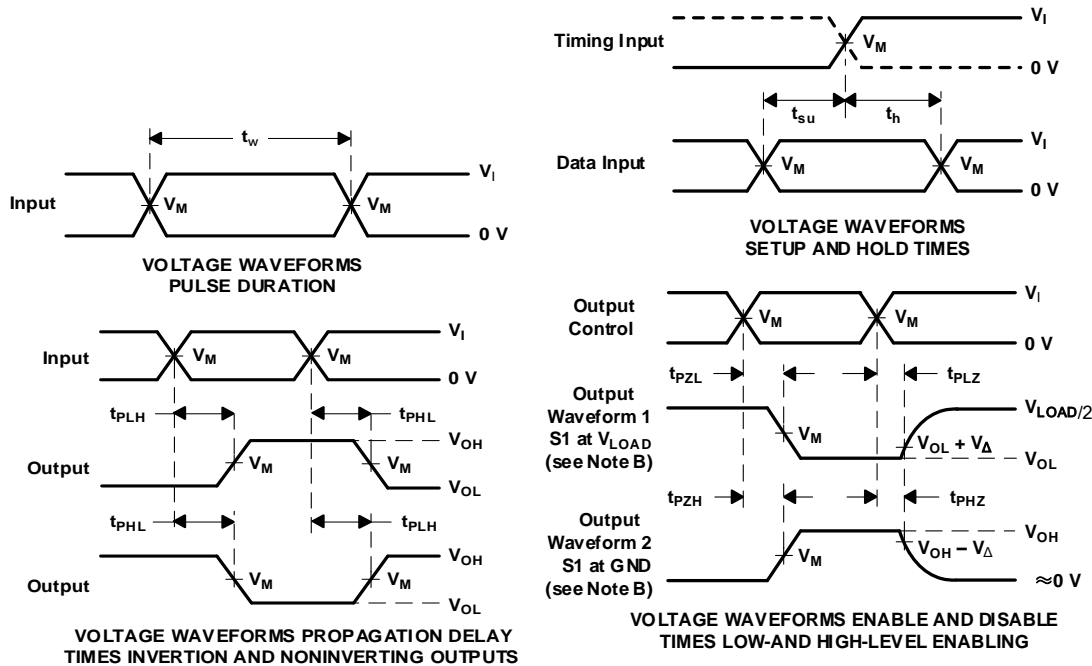 t_w
Input
V_M
V_M
V_I
0 V
VOLTAGE WAVEFORMS
PULSE DURATION
Timing Input
V_M
V_I
0 V
t_su
t_h
Data Input
V_M
V_M
V_I
0 V
VOLTAGE WAVEFORMS
SETUP AND HOLD TIMES
Input
V_M
V_M
V_I
0 V
t_PLH
t_PHL
Output
V_M
V_M
V_OH
V_OL
t_PHL
t_PLH
Output
V_M
V_M
V_OH
V_OL
VOLTAGE WAVEFORMS PROPAGATION DELAY
TIMES INVERTION AND NONINVERTING OUTPUTS
Output
Control
V_M
V_M
V_I
0 V
t_PZL
t_PLZ
Output
Waveform 1
S1 at V_LOAD
(see Note B)
V_M
V_LOAD/2
V_OL + V_Δ
V_OL
t_PZH
t_PHZ
Output
Waveform 2
S1 at GND
(see Note B)
V_M
V_OH
V_OH – V_Δ
≈0 V
VOLTAGE WAVEFORMS ENABLE AND DISABLE
TIMES LOW-AND HIGH-LEVEL ENABLING